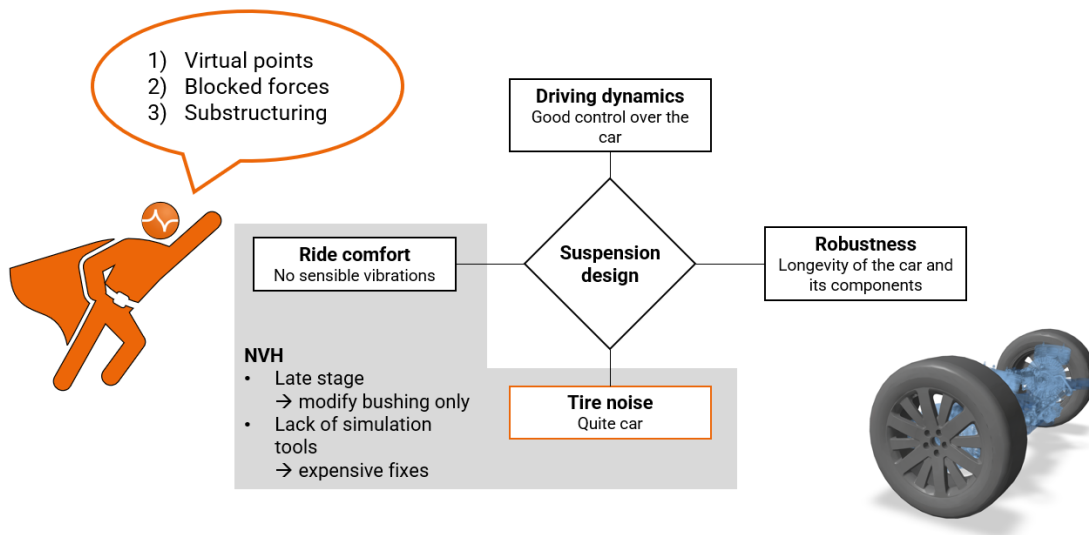 1) Virtual points
2) Blocked forces
3) Substructuring
Driving dynamics
Good control over the
car
Ride comfort
No sensible vibrations
Suspension
design
Robustness
Longevity of the car and
its components
NVH
• Late stage
→ modify bushing only
• Lack of simulation
tools
→ expensive fixes
Tire noise
Quite car